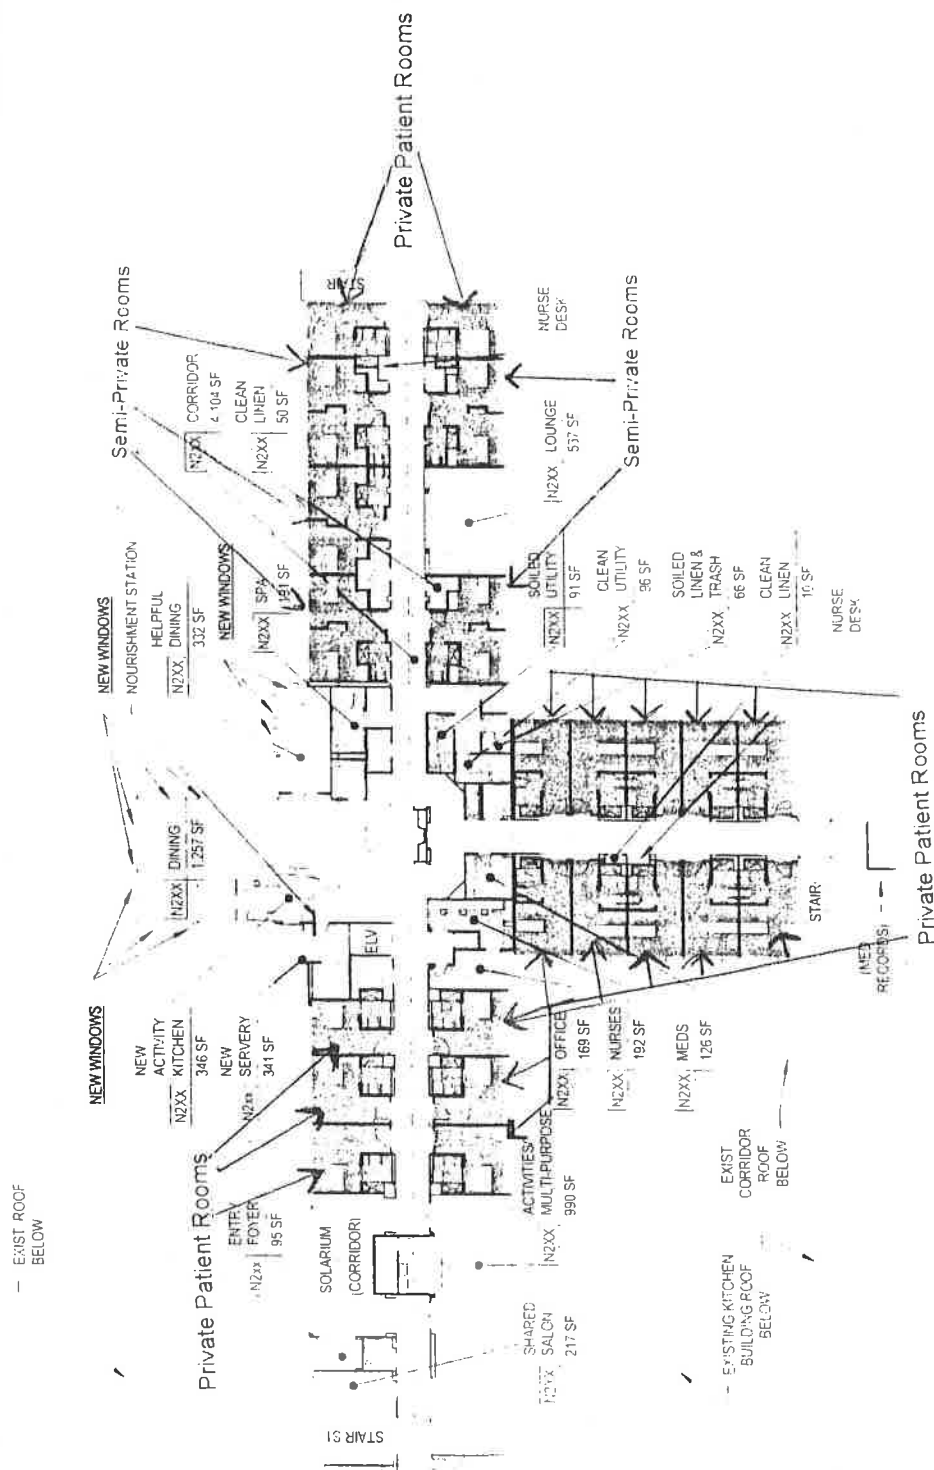 — EXIST ROOF
BELOW
NEW WINDOWS
NEW
ACTIVITY
N2XX KITCHEN
346 SF
NEW
SERVERY
N2xx 341 SF
Private Patient Rooms
ENTRY
FOYER
N2xx 95 SF
SOLARIUM
(CORRIDOR)
STAIR S1
SHARED
SALON
217 SF
NEW WINDOWS
NOURISHMENT STATION
HELPFUL
N2XX DINING
332 SF
NEW WINDOWS
N2XX SPA
191 SF
N2XX DINING
1,257 SF
ELV
Semi-Private Rooms
N2XX CORRIDOR
4,104 SF
CLEAN
N2XX LINEN
50 SF
STAIR
Private Patient Rooms
NURSE
DESK
N2XX LOUNGE
537 SF
Semi-Private Rooms
SOILED
N2XX UTILITY
91 SF
CLEAN
N2XX UTILITY
96 SF
SOILED
LINEN &
N2XX TRASH
66 SF
CLEAN
N2XX LINEN
NURSE
DESK
ACTIVITIES/
N2XX MULTI-PURPOSE
990 SF
N2XX OFFICE
169 SF
N2XX NURSES
192 SF
N2XX MEDS
126 SF
STAIR
(MED
RECORDS)
Private Patient Rooms
EXIST
CORRIDOR
ROOF
BELOW
— EXISTING KITCHEN
BUILDING ROOF
BELOW